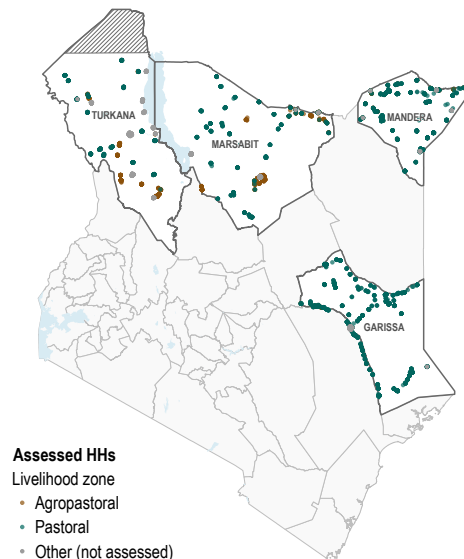 TURKANA
MARSABIT
MANDERA
GARISSA
Assessed HHs
Livelihood zone
Agropastoral
Pastoral
Other (not assessed)